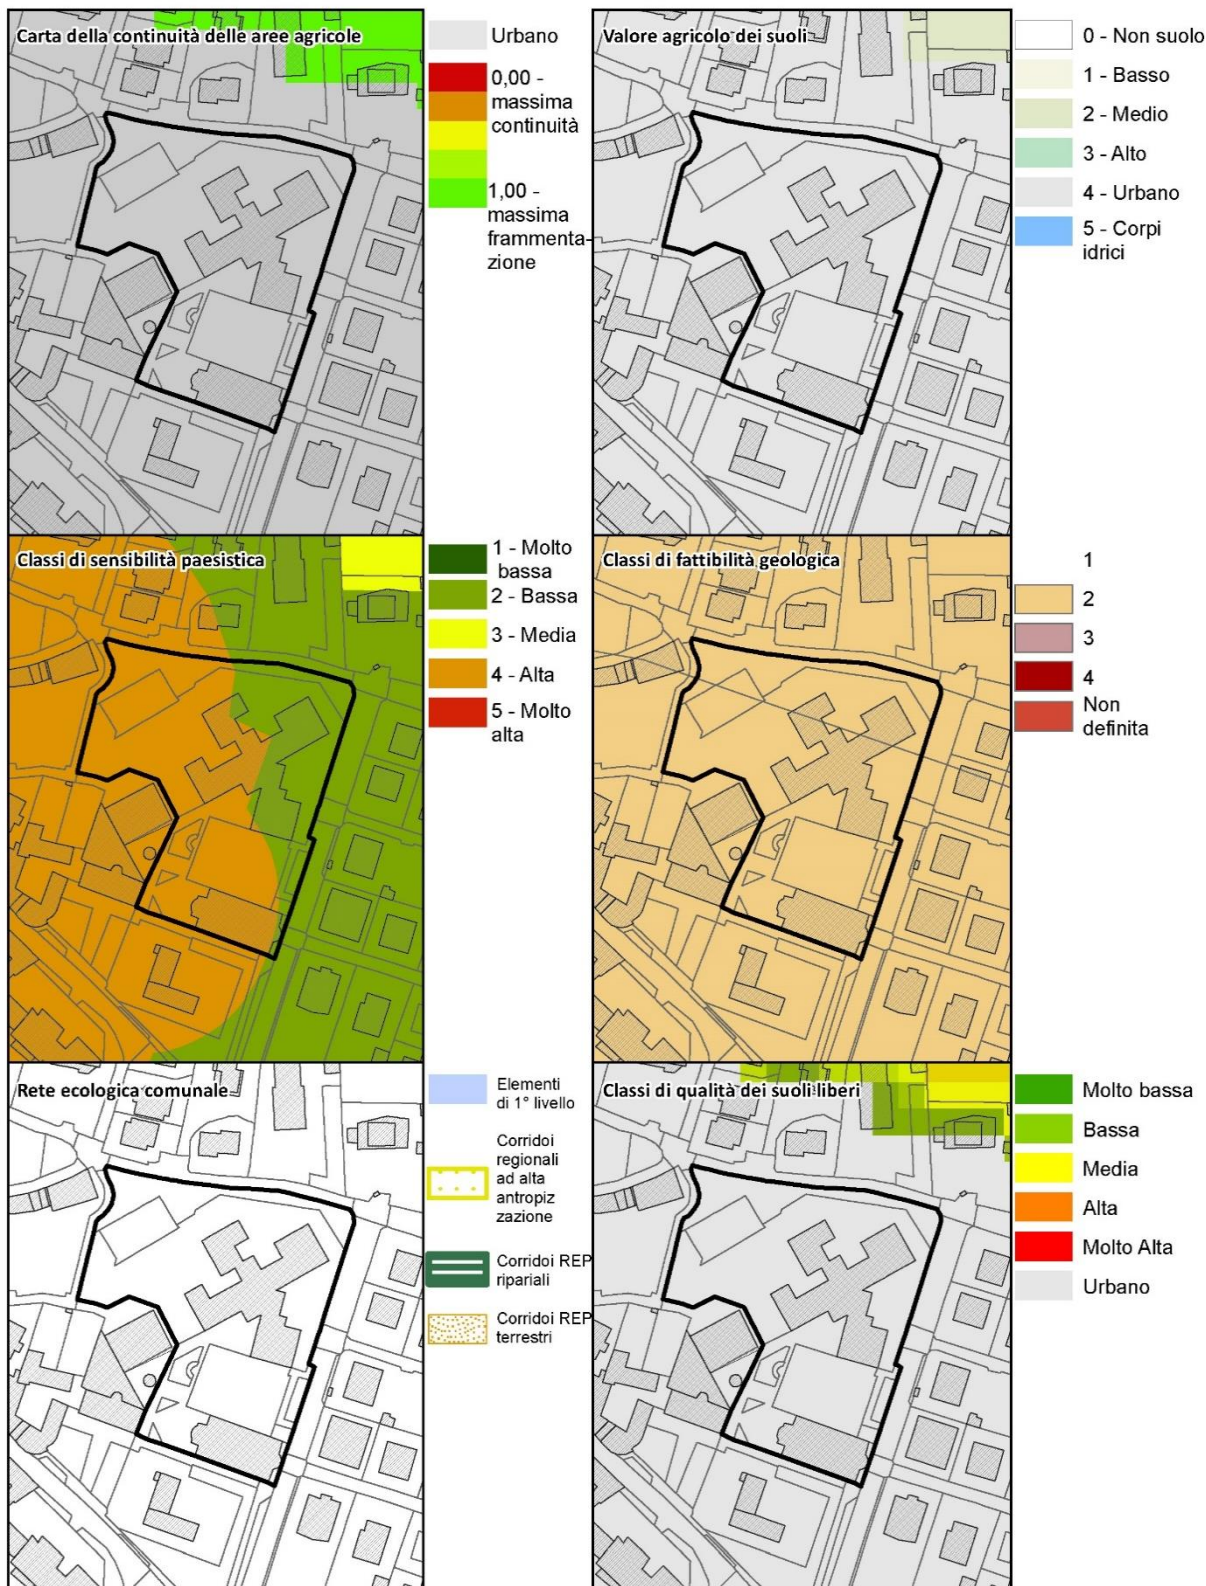 Carta della continuità delle aree agricole
Urbano
0,00 -
massima
continuità
1,00 -
massima
frammenta-
zione
Valore agricolo dei suoli
0 - Non suolo
1 - Basso
2 - Medio
3 - Alto
4 - Urbano
5 - Corpi
idrici
Classi di sensibilità paesistica
1 - Molto
bassa
2 - Bassa
3 - Media
4 - Alta
5 - Molto
alta
Classi di fattibilità geologica
1
2
3
4
Non
definita
Rete ecologica comunale
Elementi
di 1° livello
Corridoi
regionali
ad alta
antropiz
zazione
Corridoi REP
ripariali
Corridoi REP
terrestri
Classi di qualità dei suoli liberi
Molto bassa
Bassa
Media
Alta
Molto Alta
Urbano